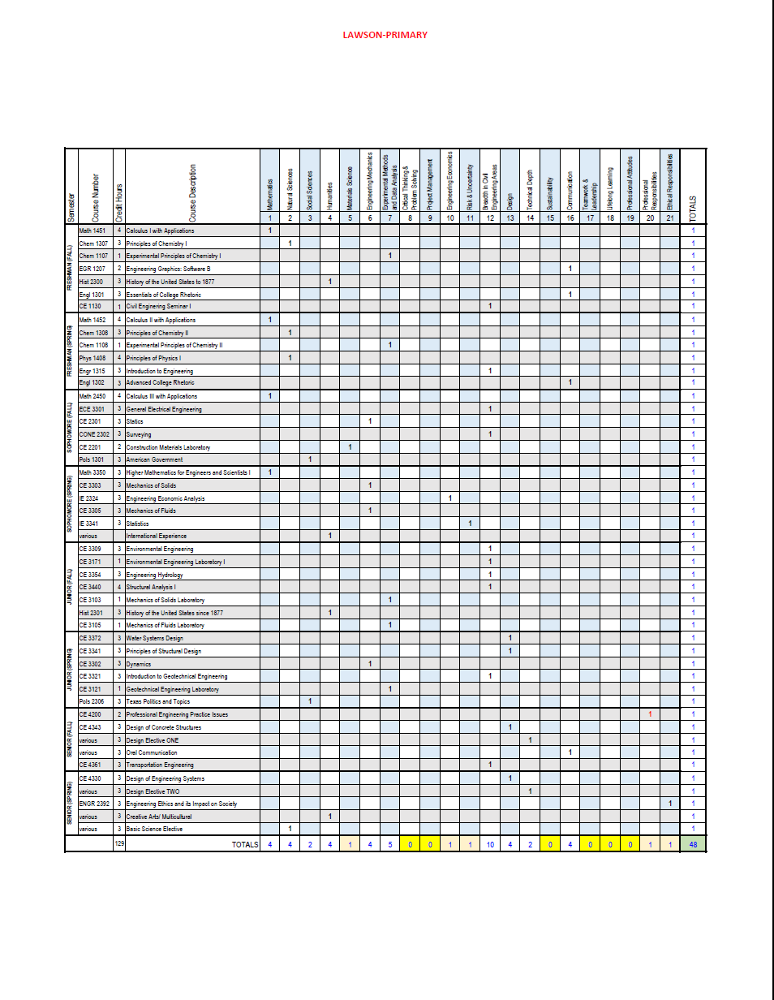 LAWSON-PRIMARY
Semester Course Number Credit Hours Course Description Mathematics Natural Sciences Social Sciences Humanities Materials Science Engineering Mechanics Experimental Methods and Data Analysis Critical Thinking & Problem Solving Project Management Engineering Economics Risk & Uncertainty Breadth in Civil Engineering Areas Design Technical Depth Sustainability Communication Teamwork & Leadership Lifelong Learning Professional Attitudes Professional Responsibilities Ethical Responsibilities TOTALS
1 2 3 4 5 6 7 8 9 10 11 12 13 14 15 16 17 18 19 20 21
FRESHMAN (FALL)
Math 1451 4 Calculus I with Applications 1 1
Chem 1307 3 Principles of Chemistry I 1 1
Chem 1107 1 Experimental Principles of Chemistry I 1 1
EGR 1207 2 Engineering Graphics: Software B 1 1
Hist 2300 3 History of the United States to 1877 1 1
Engl 1301 3 Essentials of College Rhetoric 1 1
CE 1130 1 Civil Enginering Seminar I 1 1
FRESHMAN (SPRING)
Math 1452 4 Calculus II with Applications 1 1
Chem 1308 3 Principles of Chemistry II 1 1
Chem 1108 1 Experimental Principles of Chemistry II 1 1
Phys 1408 4 Principles of Physics I 1 1
Engr 1315 3 Introduction to Engineering 1 1
Engl 1302 3 Advanced College Rhetoric 1 1
SOPHOMORE (FALL)
Math 2450 4 Calculus III with Applications 1 1
ECE 3301 3 General Electrical Engineering 1 1
CE 2301 3 Statics 1 1
CONE 2302 3 Surveying 1 1
CE 2201 2 Construction Materials Laboratory 1 1
Pols 1301 3 American Government 1 1
SOPHOMORE (SPRING)
Math 3350 3 Higher Mathematics for Engineers and Scientists I 1 1
CE 3303 3 Mechanics of Solids 1 1
IE 2324 3 Engineering Economic Analysis 1 1
CE 3305 3 Mechanics of Fluids 1 1
IE 3341 3 Statistics 1 1
various International Experience 1 1
JUNIOR (FALL)
CE 3309 3 Environmental Engineering 1 1
CE 3171 1 Environmental Engineering Laboratory I 1 1
CE 3354 3 Engineering Hydrology 1 1
CE 3440 4 Structural Analysis I 1 1
CE 3103 1 Mechanics of Solids Laboratory 1 1
Hist 2301 3 History of the United States since 1877 1 1
CE 3105 1 Mechanics of Fluids Laboratory 1 1
JUNIOR (SPRING)
CE 3372 3 Water Systems Design 1 1
CE 3341 3 Principles of Structural Design 1 1
CE 3302 3 Dynamics 1 1
CE 3321 3 Introduction to Geotechnical Engineering 1 1
CE 3121 1 Geotechnical Engineering Laboratory 1 1
Pols 2306 3 Texas Politics and Topics 1 1
SENIOR (FALL)
CE 4200 2 Professional Engineering Practice Issues 1 1
CE 4343 3 Design of Concrete Structures 1 1
various 3 Design Elective ONE 1 1
various 3 Oral Communication 1 1
CE 4361 3 Transportation Engineering 1 1
SENIOR (SPRING)
CE 4330 3 Design of Engineering Systems 1 1
various 3 Design Elective TWO 1 1
ENGR 2392 3 Engineering Ethics and its Impact on Society 1 1
various 3 Creative Arts/ Multicultural 1 1
various 3 Basic Science Elective 1 1
129 TOTALS 4 4 2 4 1 4 5 0 0 1 1 10 4 2 0 4 0 0 0 1 1 48